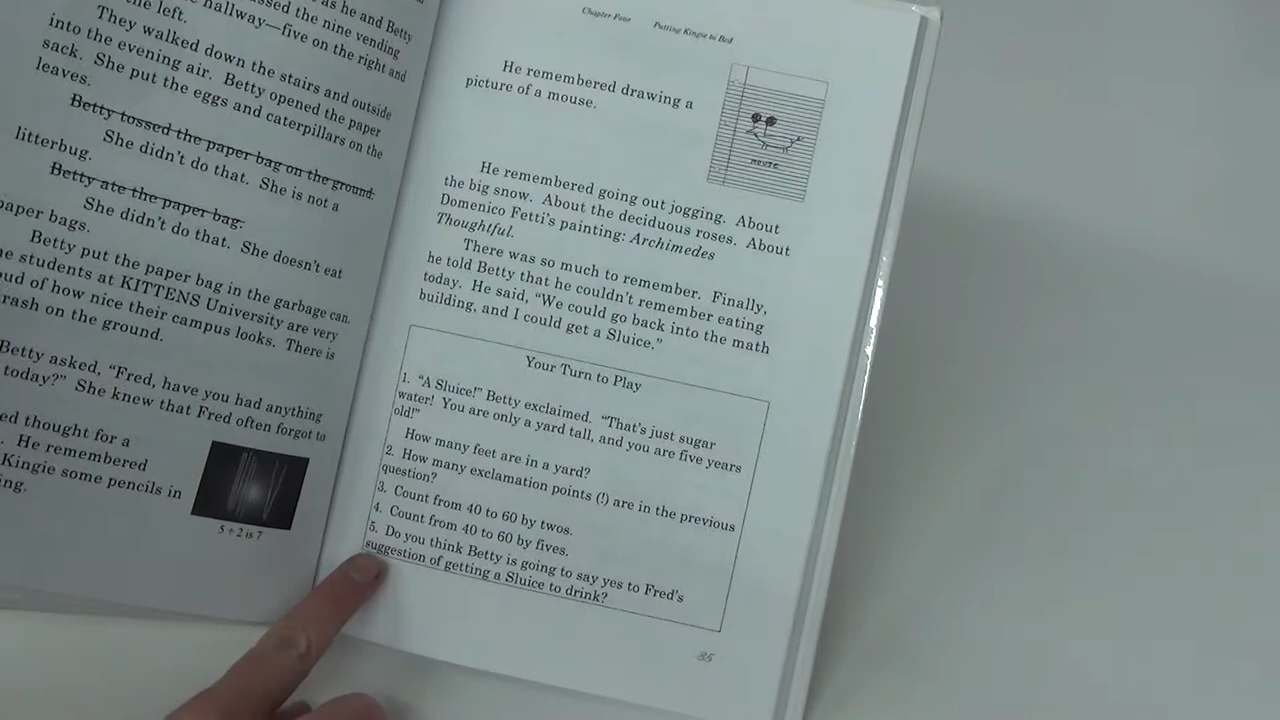 as he and Betty
passed the nine vending
hallway—five on the right and
the left.
They walked down the stairs and outside
into the evening air. Betty opened the paper
sack. She put the eggs and caterpillars on the
leaves.
Betty tossed the paper bag on the ground.
She didn't do that. She is not a
litterbug.
Betty ate the paper bag.
She didn't do that. She doesn't eat
paper bags.
Betty put the paper bag in the garbage can.
students at KITTENS University are very
of how nice their campus looks. There is
trash on the ground.
Betty asked, "Fred, have you had anything
today?" She knew that Fred often forgot to
thought for a
. He remembered
Kingie some pencils in
5 + 2 is 7
Chapter Four Putting Kingie to Bed
He remembered drawing a
picture of a mouse.
mouse
He remembered going out jogging. About
the big snow. About the deciduous roses. About
Domenico Fetti's painting: Archimedes
Thoughtful.
There was so much to remember. Finally,
he told Betty that he couldn't remember eating
today. He said, "We could go back into the math
building, and I could get a Sluice."
Your Turn to Play
1. "A Sluice!" Betty exclaimed. "That's just sugar
water! You are only a yard tall, and you are five years
old!"
How many feet are in a yard?
2. How many exclamation points (!) are in the previous
question?
3. Count from 40 to 60 by twos.
4. Count from 40 to 60 by fives.
5. Do you think Betty is going to say yes to Fred's
suggestion of getting a Sluice to drink?
85